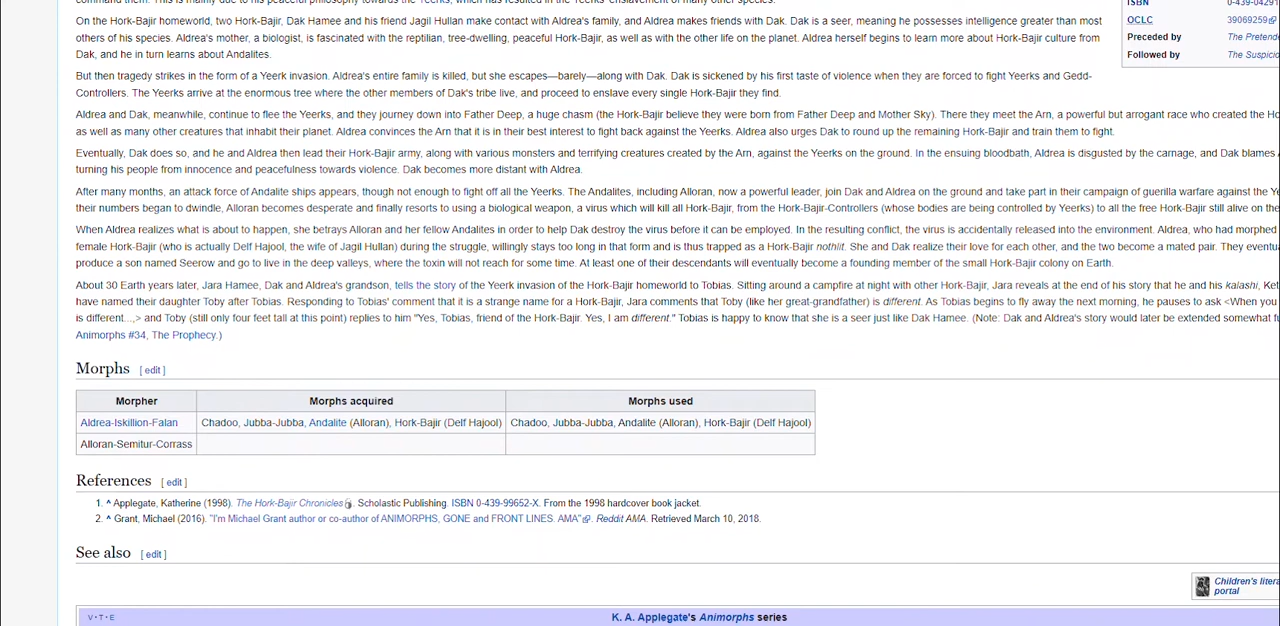 On the Hork-Bajir homeworld, two Hork-Bajir, Dak Hamee and his friend Jagil Hullan make contact with Aldrea's family, and Aldrea makes friends with Dak. Dak is a seer, meaning he possesses intelligence greater than most
others of his species. Aldrea's mother, a biologist, is fascinated with the reptilian, tree-dwelling, peaceful Hork-Bajir, as well as with the other life on the planet. Aldrea herself begins to learn more about Hork-Bajir culture from
Dak, and he in turn learns about Andalites.
But then tragedy strikes in the form of a Yeerk invasion. Aldrea's entire family is killed, but she escapes—barely—along with Dak. Dak is sickened by his first taste of violence when they are forced to fight Yeerks and Gedd-
Controllers. The Yeerks arrive at the enormous tree where the other members of Dak's tribe live, and proceed to enslave every single Hork-Bajir they find.
Aldrea and Dak, meanwhile, continue to flee the Yeerks, and they journey down into Father Deep, a huge chasm (the Hork-Bajir believe they were born from Father Deep and Mother Sky). There they meet the Arn, a powerful but arrogant race who created the Ho
as well as many other creatures that inhabit their planet. Aldrea convinces the Arn that it is in their best interest to fight back against the Yeerks. Aldrea also urges Dak to round up the remaining Hork-Bajir and train them to fight.
Eventually, Dak does so, and he and Aldrea then lead their Hork-Bajir army, along with various monsters and terrifying creatures created by the Arn, against the Yeerks on the ground. In the ensuing bloodbath, Aldrea is disgusted by the carnage, and Dak blames
turning his people from innocence and peacefulness towards violence. Dak becomes more distant with Aldrea.
After many months, an attack force of Andalite ships appears, though not enough to fight off all the Yeerks. The Andalites, including Alloran, now a powerful leader, join Dak and Aldrea on the ground and take part in their campaign of guerilla warfare against the Ye
their numbers began to dwindle, Alloran becomes desperate and finally resorts to using a biological weapon, a virus which will kill all Hork-Bajir, from the Hork-Bajir-Controllers (whose bodies are being controlled by Yeerks) to all the free Hork-Bajir still alive on the
When Aldrea realizes what is about to happen, she betrays Alloran and her fellow Andalites in order to help Dak destroy the virus before it can be employed. In the resulting conflict, the virus is accidentally released into the environment. Aldrea, who had morphed
female Hork-Bajir (who is actually Delf Hajool, the wife of Jagil Hullan) during the struggle, willingly stays too long in that form and is thus trapped as a Hork-Bajir nothlit. She and Dak realize their love for each other, and the two become a mated pair. They eventu
produce a son named Seerow and go to live in the deep valleys, where the toxin will not reach for some time. At least one of their descendants will eventually become a founding member of the small Hork-Bajir colony on Earth.
About 30 Earth years later, Jara Hamee, Dak and Aldrea's grandson, tells the story of the Yeerk invasion of the Hork-Bajir homeworld to Tobias. Sitting around a campfire at night with other Hork-Bajir, Jara reveals at the end of his story that he and his kalashi, Ket
have named their daughter Toby after Tobias. Responding to Tobias' comment that it is a strange name for a Hork-Bajir, Jara comments that Toby (like her great-grandfather) is different. As Tobias begins to fly away the next morning, he pauses to ask <When you
is different...,> and Toby (still only four feet tall at this point) replies to him "Yes, Tobias, friend of the Hork-Bajir. Yes, I am different." Tobias is happy to know that she is a seer just like Dak Hamee. (Note: Dak and Aldrea's story would later be extended somewhat fu
Animorphs #34, The Prophecy.)
OCLC 39069259
Preceded by The Pretend
Followed by The Suspicio
Morphs [ edit ]
Morpher Morphs acquired Morphs used
Aldrea-Iskillion-Falan Chadoo, Jubba-Jubba, Andalite (Alloran), Hork-Bajir (Delf Hajool) Chadoo, Jubba-Jubba, Andalite (Alloran), Hork-Bajir (Delf Hajool)
Alloran-Semitur-Corrass
References [ edit ]
1. ^ Applegate, Katherine (1998). The Hork-Bajir Chronicles. Scholastic Publishing. ISBN 0-439-99652-X. From the 1998 hardcover book jacket.
2. ^ Grant, Michael (2016). "I'm Michael Grant author or co-author of ANIMORPHS, GONE and FRONT LINES. AMA". Reddit AMA. Retrieved March 10, 2018.
See also [ edit ]
Children's litera
portal
V·T·E K. A. Applegate's Animorphs series